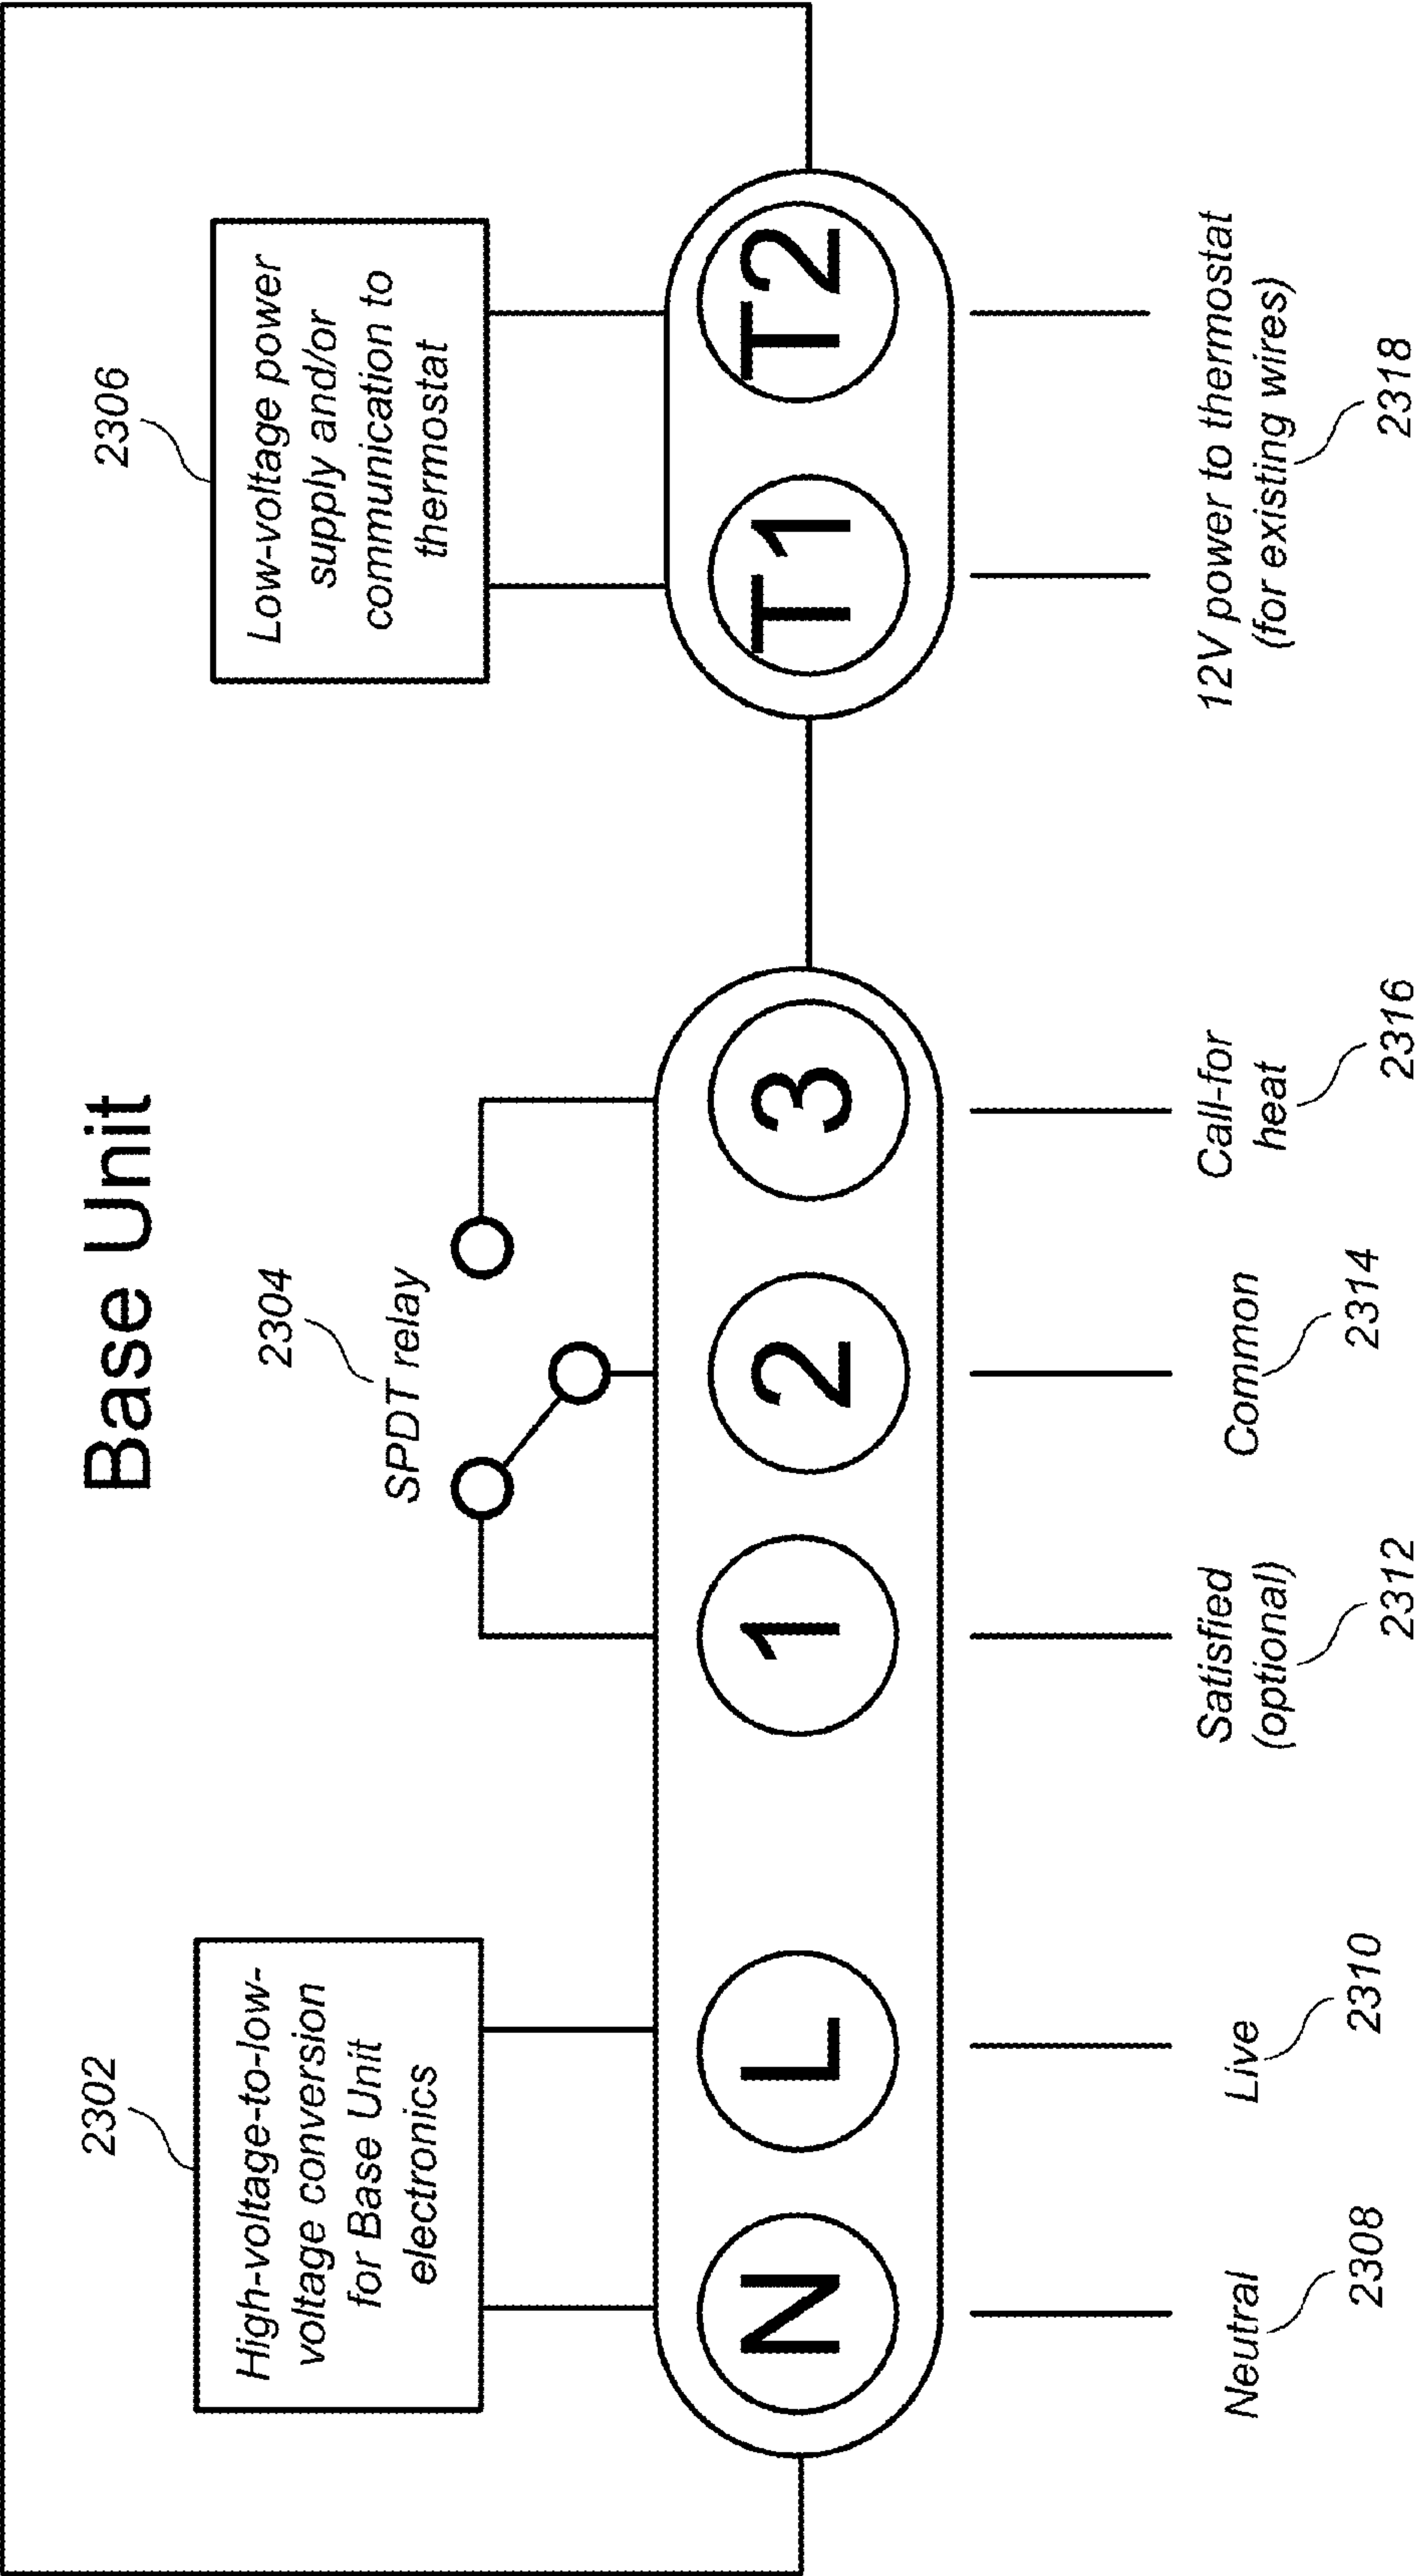 Base Unit
2302
High-voltage-to-low-
voltage conversion
for Base Unit
electronics
2304
SPDT relay
2306
Low-voltage power
supply and/or
communication to
thermostat
N
L
1
2
3
T1
T2
Neutral
2308
Live
2310
Satisfied
(optional)
2312
Common
2314
Call-for
heat
2316
12V power to thermostat
(for existing wires)
2318